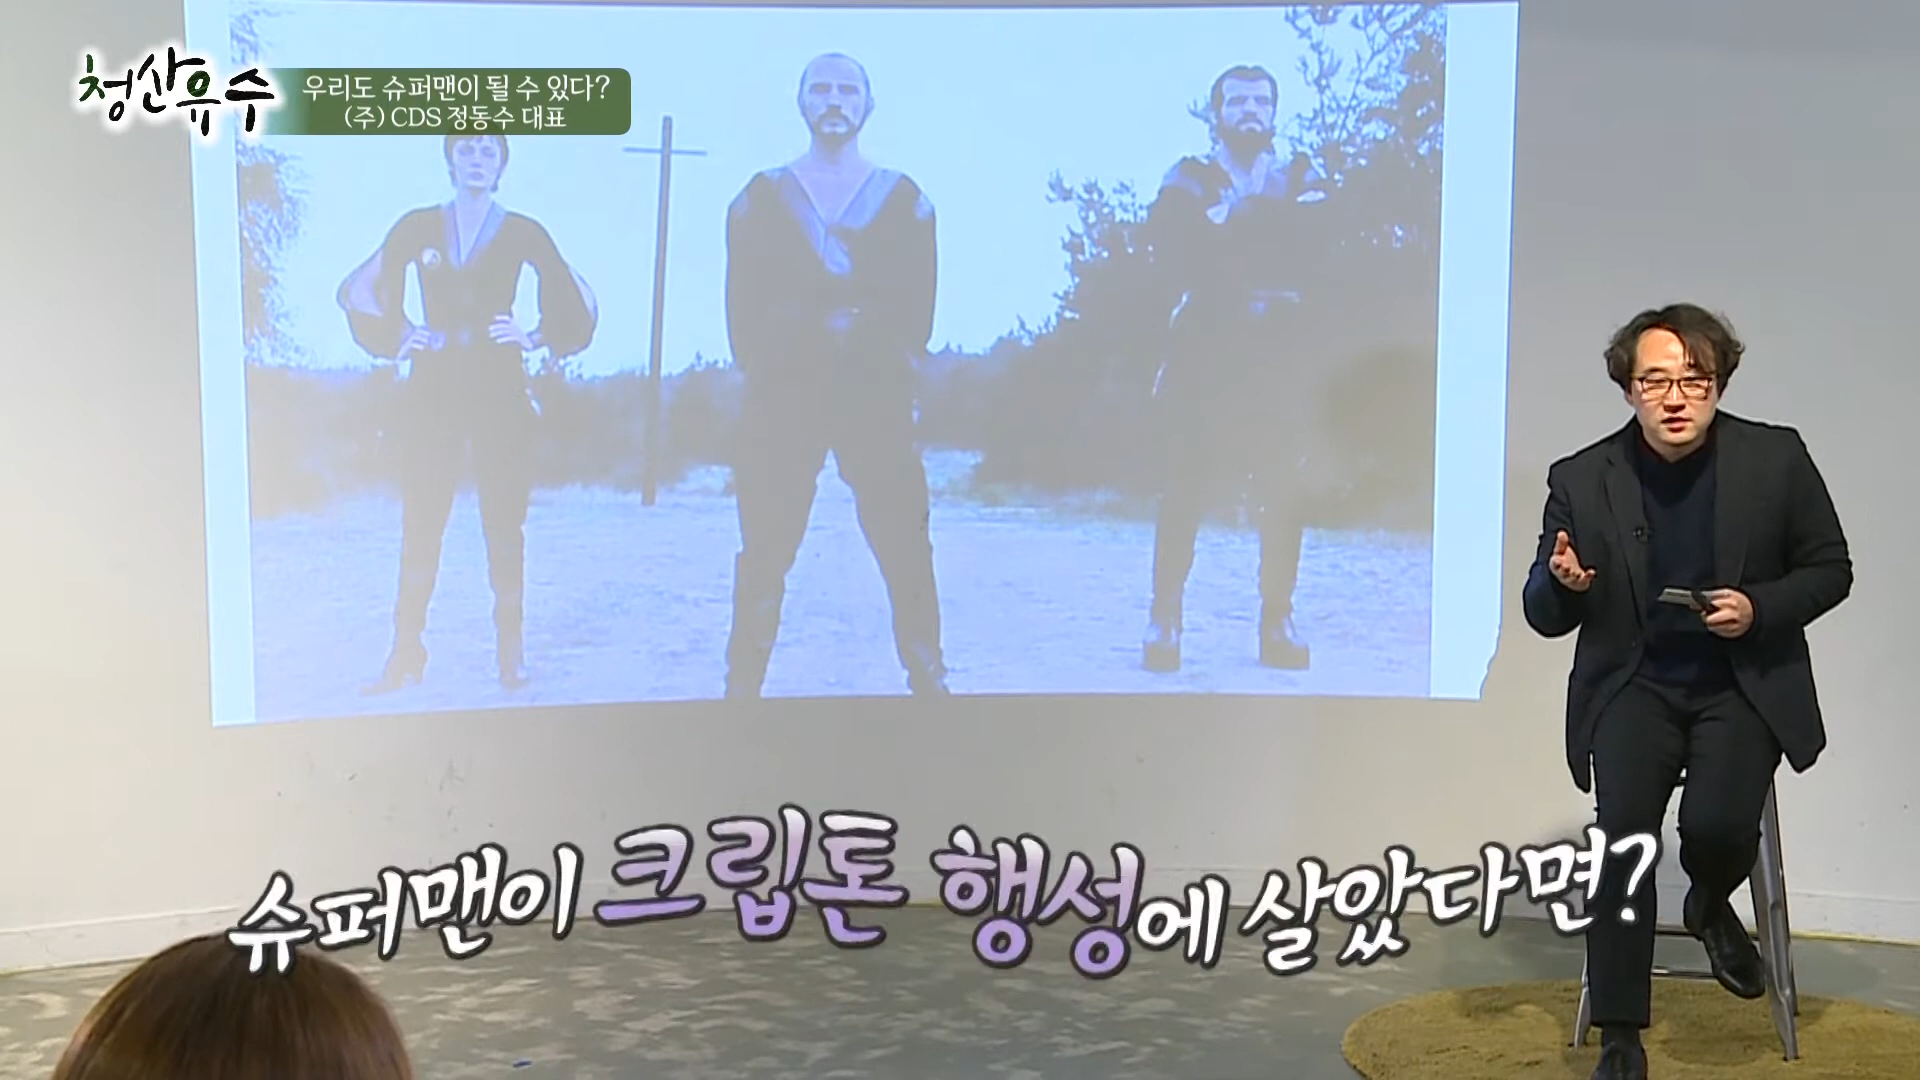 청산유수
우리도 슈퍼맨이 될 수 있다?
(주) CDS 정동수 대표
슈퍼맨이 크립톤 행성에 살았다면?